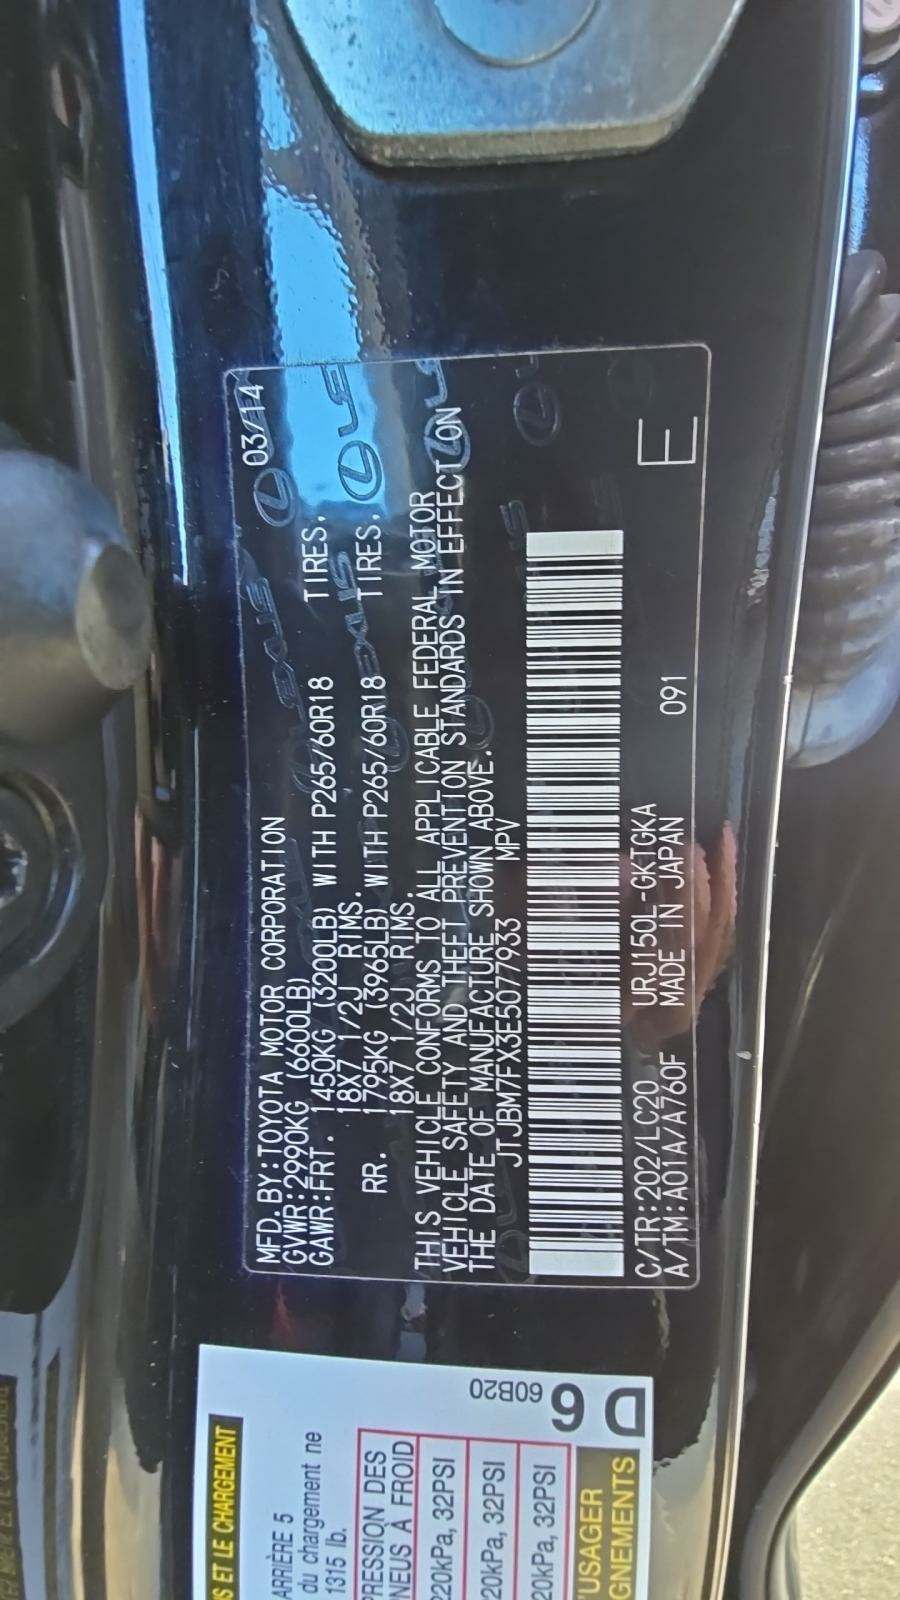 MFD.BY:TOYOTA MOTOR CORPORATION 03/14
GVWR:2990KG (6600LB)
GAWR:FRT. 1450KG (3200LB) WITH P265/60R18 TIRES,
18X7 1/2J RIMS.
RR. 1795KG (3965LB) WITH P265/60R18 TIRES,
18X7 1/2J RIMS.
THIS VEHICLE CONFORMS TO ALL APPLICABLE FEDERAL MOTOR
VEHICLE SAFETY AND THEFT PREVENTION STANDARDS IN EFFECT ON
THE DATE OF MANUFACTURE SHOWN ABOVE.
JTJBM7FX3E5077933 MPV
C/TR:202/LC20 URJ150L-GKTGKA
A/TM:A01A/A760F MADE IN JAPAN 091
E
S ET LE CHARGEMENT
ARRIÈRE 5
du chargement ne
1315 lb.
PRESSION DES
PNEUS À FROID
220kPa, 32PSI
220kPa, 32PSI
220kPa, 32PSI
'USAGER
GNEMENTS
60B20
D 6